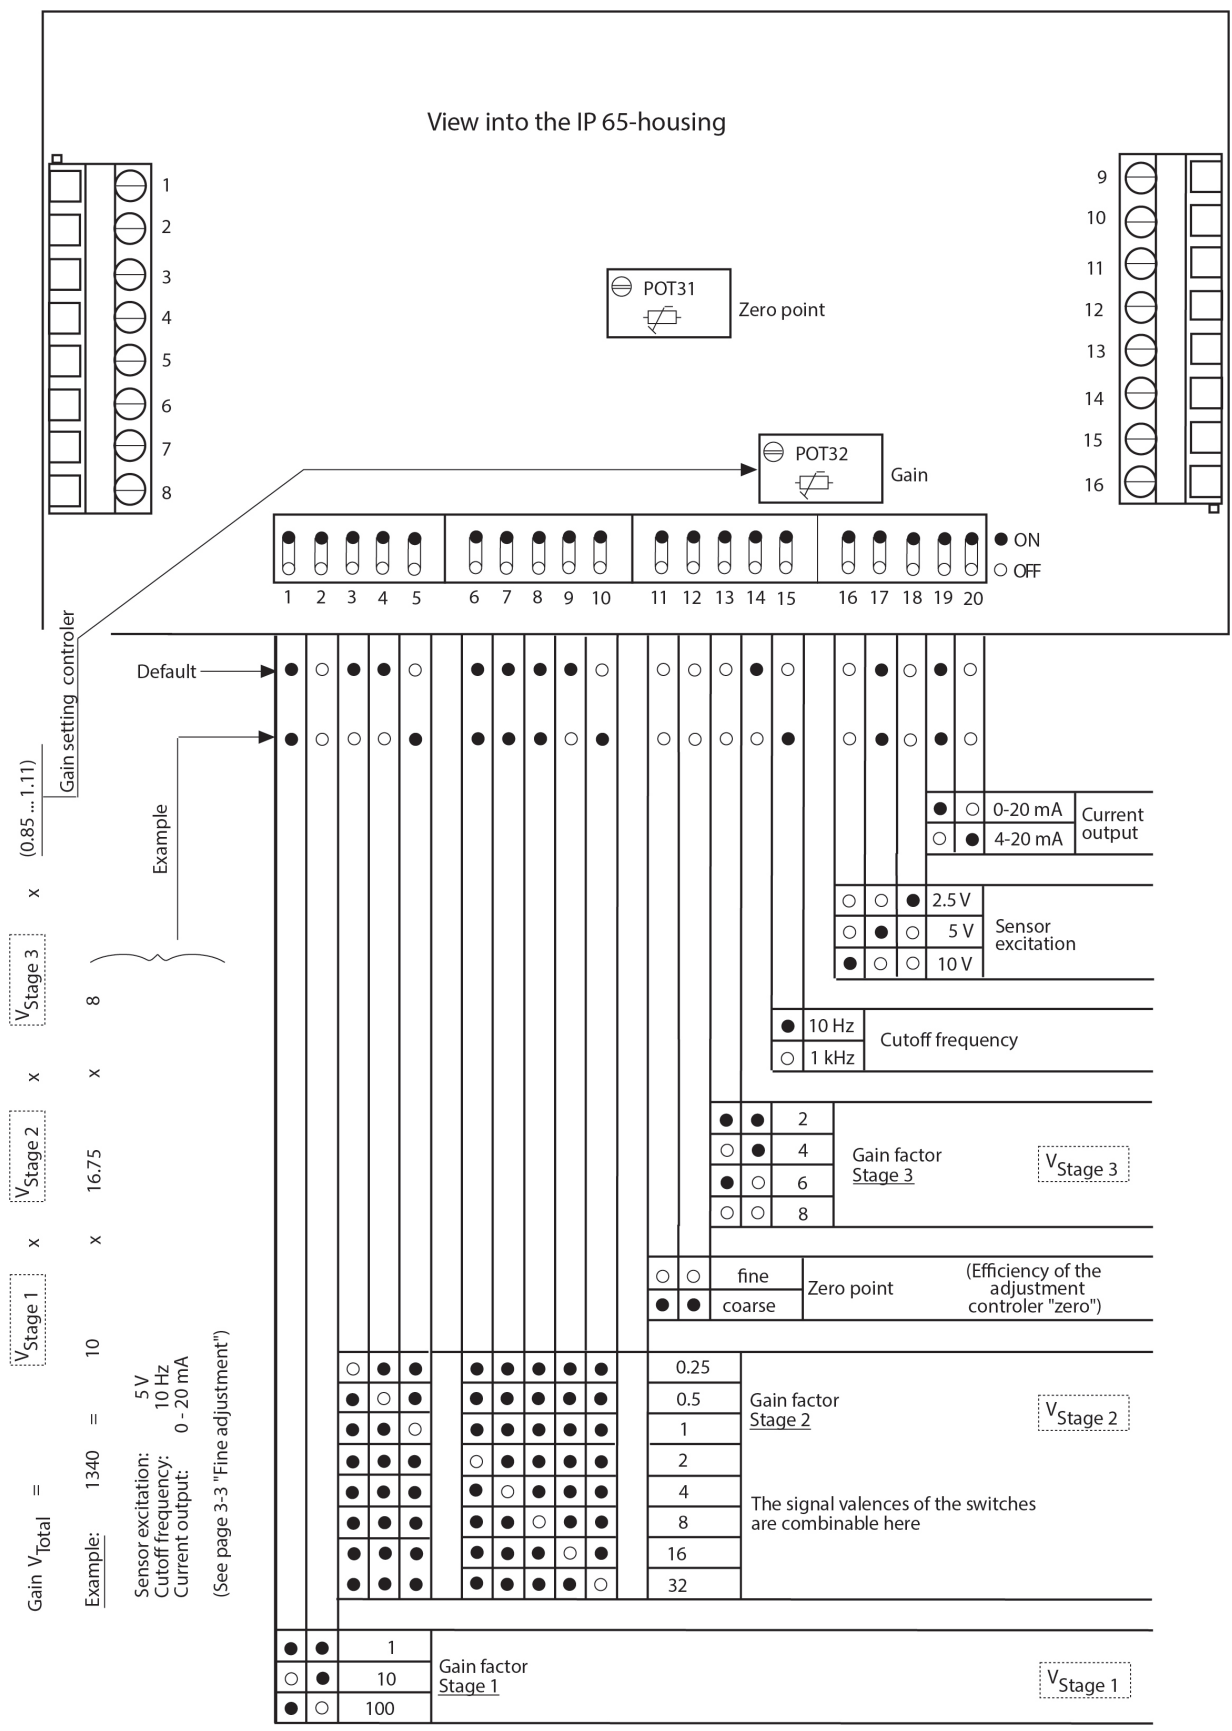 View into the IP 65-housing
1
2
3
4
5
6
7
8
9
10
11
12
13
14
15
16
POT31
Zero point
POT32
Gain
ON
OFF
1 2 3 4 5 6 7 8 9 10 11 12 13 14 15 16 17 18 19 20
Default
Example
Gain setting controler
0-20 mA
4-20 mA
Current
output
2.5 V
5 V
10 V
Sensor
excitation
10 Hz
1 kHz
Cutoff frequency
2
4
6
8
Gain factor
Stage 3
VStage 3
fine
coarse
Zero point
(Efficiency of the
adjustment
controler "zero")
0.25
0.5
1
2
4
8
16
32
Gain factor
Stage 2
VStage 2
The signal valences of the switches
are combinable here
1
10
100
Gain factor
Stage 1
VStage 1
Gain VTotal = VStage 1 x VStage 2 x VStage 3 x (0.85 ... 1.11)
Example: 1340 = 10 x 16.75 x 8
Sensor excitation: 5 V
Cutoff frequency: 10 Hz
Current output: 0 - 20 mA
(See page 3-3 "Fine adjustment")